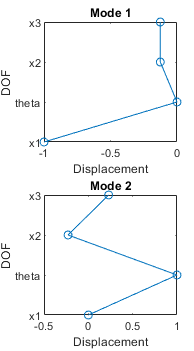 Mode 1
x3
x2
theta
x1
DOF
-1
-0.5
0
Displacement
Mode 2
x3
x2
theta
x1
DOF
-0.5
0
0.5
1
Displacement